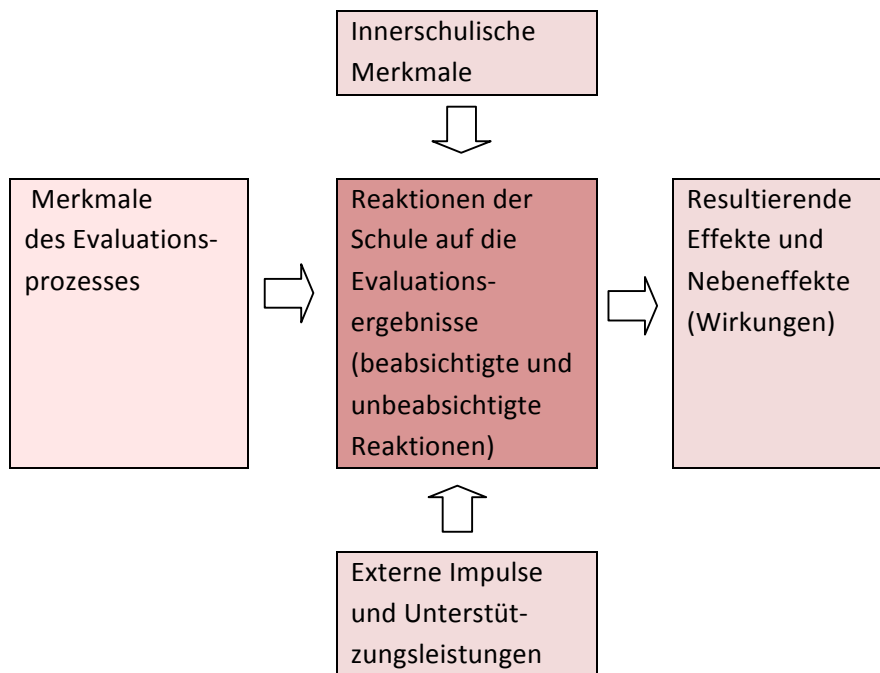 Innerschulische
Merkmale
Merkmale
des Evaluations-
prozesses
Reaktionen der
Schule auf die
Evaluations-
ergebnisse
(beabsichtigte und
unbeabsichtigte
Reaktionen)
Resultierende
Effekte und
Nebeneffekte
(Wirkungen)
Externe Impulse
und Unterstüt-
zungsleistungen